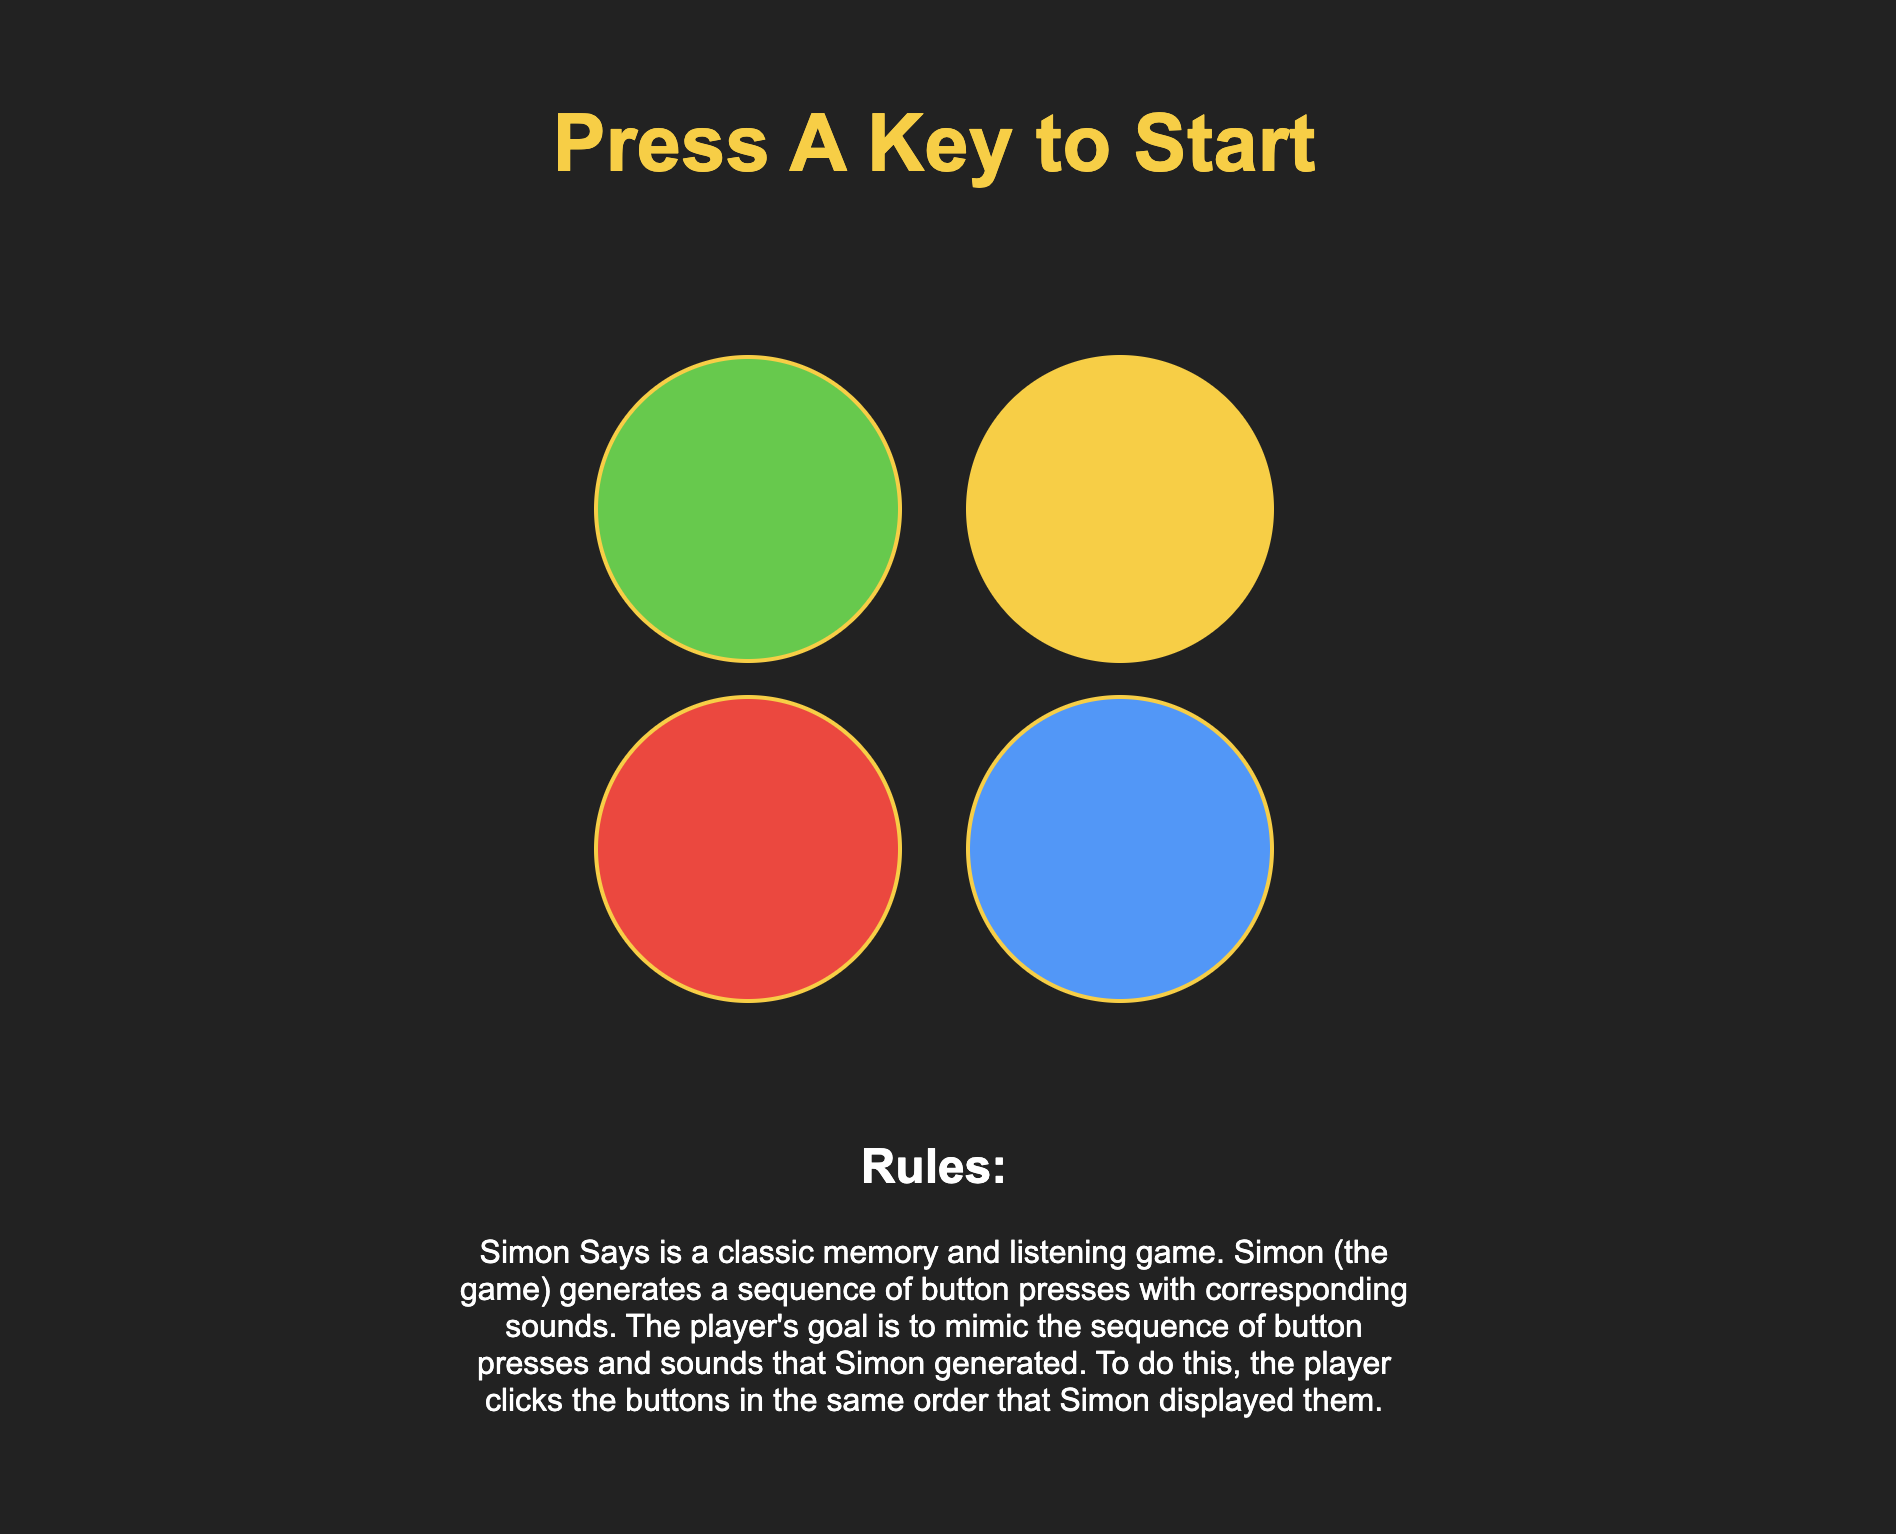 Press A Key to Start
Rules:
Simon Says is a classic memory and listening game. Simon (the
game) generates a sequence of button presses with corresponding
sounds. The player's goal is to mimic the sequence of button
presses and sounds that Simon generated. To do this, the player
clicks the buttons in the same order that Simon displayed them.